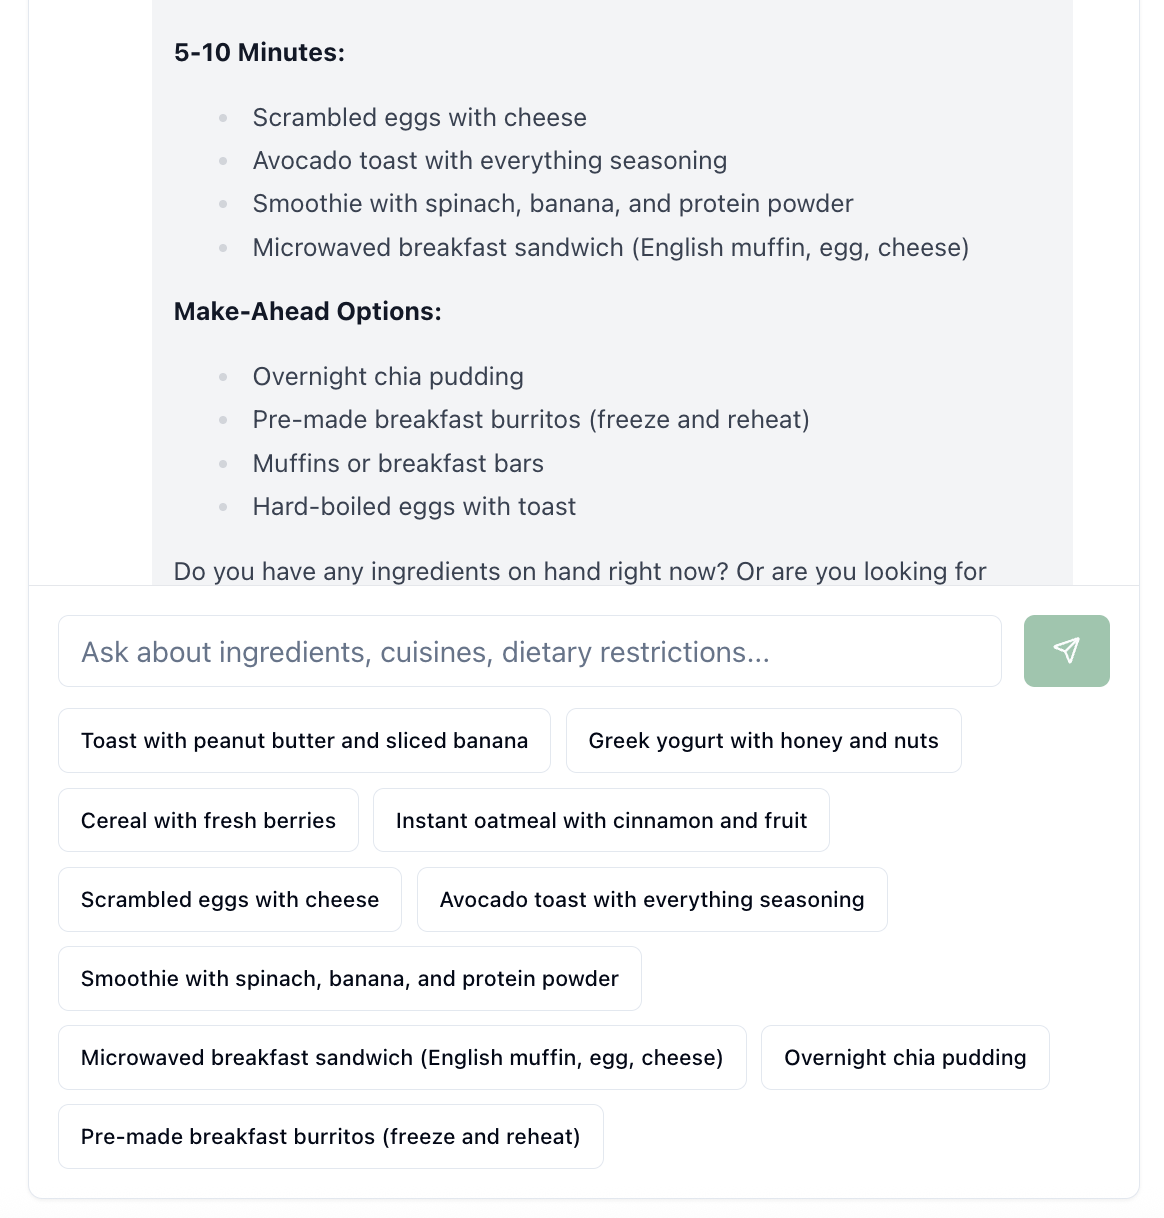 5-10 Minutes:
Scrambled eggs with cheese
Avocado toast with everything seasoning
Smoothie with spinach, banana, and protein powder
Microwaved breakfast sandwich (English muffin, egg, cheese)
Make-Ahead Options:
Overnight chia pudding
Pre-made breakfast burritos (freeze and reheat)
Muffins or breakfast bars
Hard-boiled eggs with toast
Do you have any ingredients on hand right now? Or are you looking for
Ask about ingredients, cuisines, dietary restrictions...
Toast with peanut butter and sliced banana
Greek yogurt with honey and nuts
Cereal with fresh berries
Instant oatmeal with cinnamon and fruit
Scrambled eggs with cheese
Avocado toast with everything seasoning
Smoothie with spinach, banana, and protein powder
Microwaved breakfast sandwich (English muffin, egg, cheese)
Overnight chia pudding
Pre-made breakfast burritos (freeze and reheat)